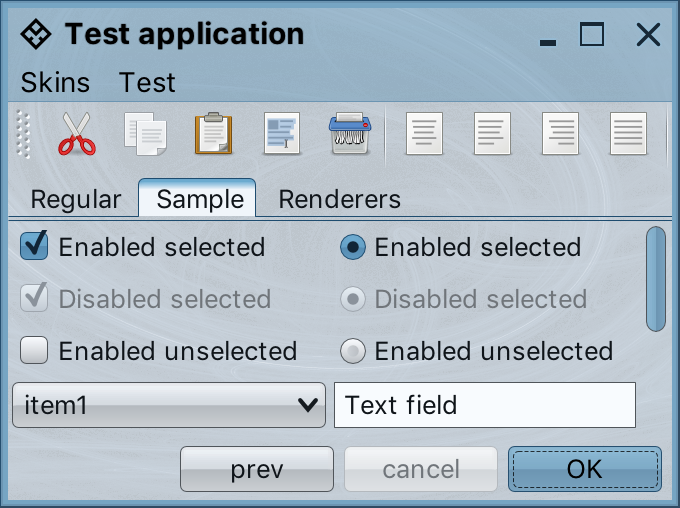 Test application
Skins Test
Regular Sample Renderers
Enabled selected Enabled selected
Disabled selected Disabled selected
Enabled unselected Enabled unselected
item1 Text field
prev cancel OK